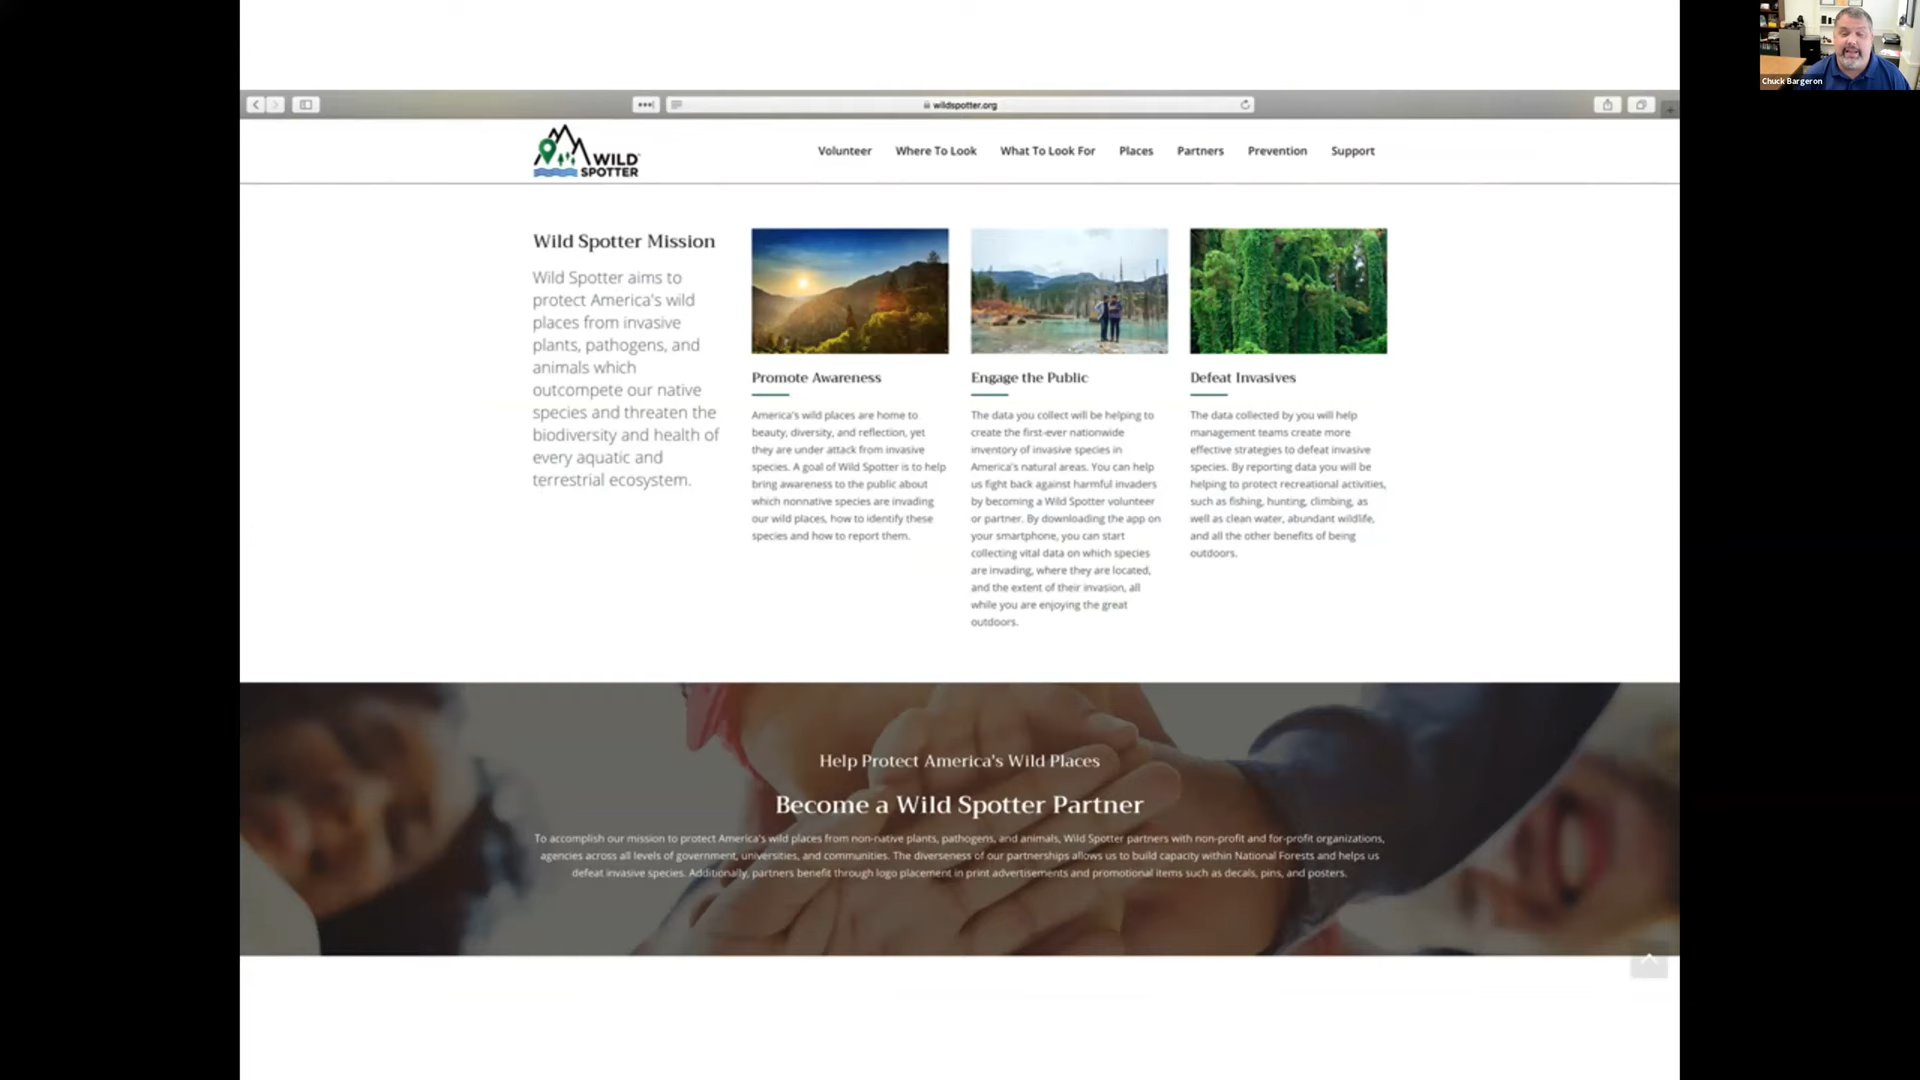 Chuck Bargeron
wildspotter.org
WILD
SPOTTER
Volunteer
Where To Look
What To Look For
Places
Partners
Prevention
Support
Wild Spotter Mission
Wild Spotter aims to
protect America's wild
places from invasive
plants, pathogens, and
animals which
outcompete our native
species and threaten the
biodiversity and health of
every aquatic and
terrestrial ecosystem.
Promote Awareness
America's wild places are home to
beauty, diversity, and reflection, yet
they are under attack from invasive
species. A goal of Wild Spotter is to help
bring awareness to the public about
which nonnative species are invading
our wild places, how to identify these
species and how to report them.
Engage the Public
The data you collect will be helping to
create the first-ever nationwide
inventory of invasive species in
America's natural areas. You can help
us fight back against harmful invaders
by becoming a Wild Spotter volunteer
or partner. By downloading the app on
your smartphone, you can start
collecting vital data on which species
are invading, where they are located,
and the extent of their invasion, all
while you are enjoying the great
outdoors.
Defeat Invasives
The data collected by you will help
management teams create more
effective strategies to defeat invasive
species. By reporting data you will be
helping to protect recreational activities,
such as fishing, hunting, climbing, as
well as clean water, abundant wildlife,
and all the other benefits of being
outdoors.
Help Protect America's Wild Places
Become a Wild Spotter Partner
To accomplish our mission to protect America's wild places from non-native plants, pathogens, and animals, Wild Spotter partners with non-profit and for-profit organizations,
agencies across all levels of government, universities, and communities. The diverseness of our partnerships allows us to build capacity within National Forests and helps us
defeat invasive species. Additionally, partners benefit through logo placement in print advertisements and promotional items such as decals, pins, and posters.